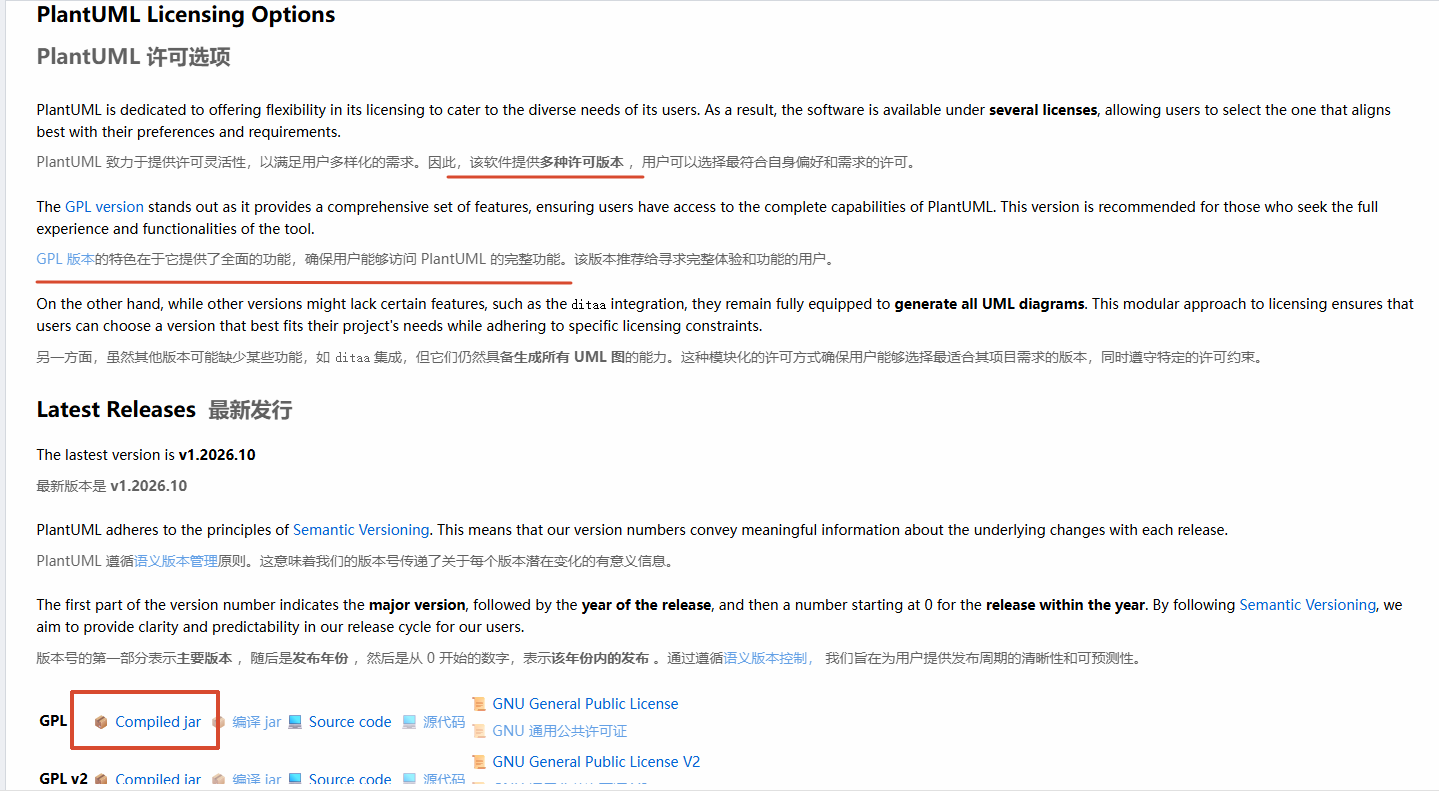 PlantUML Licensing Options
PlantUML 许可选项
PlantUML is dedicated to offering flexibility in its licensing to cater to the diverse needs of its users. As a result, the software is available under several licenses, allowing users to select the one that aligns
best with their preferences and requirements.
PlantUML 致力于提供许可灵活性，以满足用户多样化的需求。因此，该软件提供多种许可版本 ，用户可以选择最符合自身偏好和需求的许可。
The GPL version stands out as it provides a comprehensive set of features, ensuring users have access to the complete capabilities of PlantUML. This version is recommended for those who seek the full
experience and functionalities of the tool.
GPL 版本的特色在于它提供了全面的功能，确保用户能够访问 PlantUML 的完整功能。该版本推荐给寻求完整体验和功能的用户。
On the other hand, while other versions might lack certain features, such as the ditaa integration, they remain fully equipped to generate all UML diagrams. This modular approach to licensing ensures that
users can choose a version that best fits their project's needs while adhering to specific licensing constraints.
另一方面，虽然其他版本可能缺少某些功能，如 ditaa 集成，但它们仍然具备生成所有 UML 图的能力。这种模块化的许可方式确保用户能够选择最适合其项目需求的版本，同时遵守特定的许可约束。
Latest Releases 最新发行
The lastest version is v1.2026.10
最新版本是 v1.2026.10
PlantUML adheres to the principles of Semantic Versioning. This means that our version numbers convey meaningful information about the underlying changes with each release.
PlantUML 遵循语义版本管理原则。这意味着我们的版本号传递了关于每个版本潜在变化的有意义信息。
The first part of the version number indicates the major version, followed by the year of the release, and then a number starting at 0 for the release within the year. By following Semantic Versioning, we
aim to provide clarity and predictability in our release cycle for our users.
版本号的第一部分表示主要版本 ，随后是发布年份 ，然后是从 0 开始的数字，表示该年份内的发布 。通过遵循语义版本控制， 我们旨在为用户提供发布周期的清晰性和可预测性。
GPL Compiled jar 编译 jar Source code 源代码 GNU General Public License
GNU 通用公共许可证
GPL v2 Compiled jar 编译 jar Source code 源代码 GNU General Public License V2